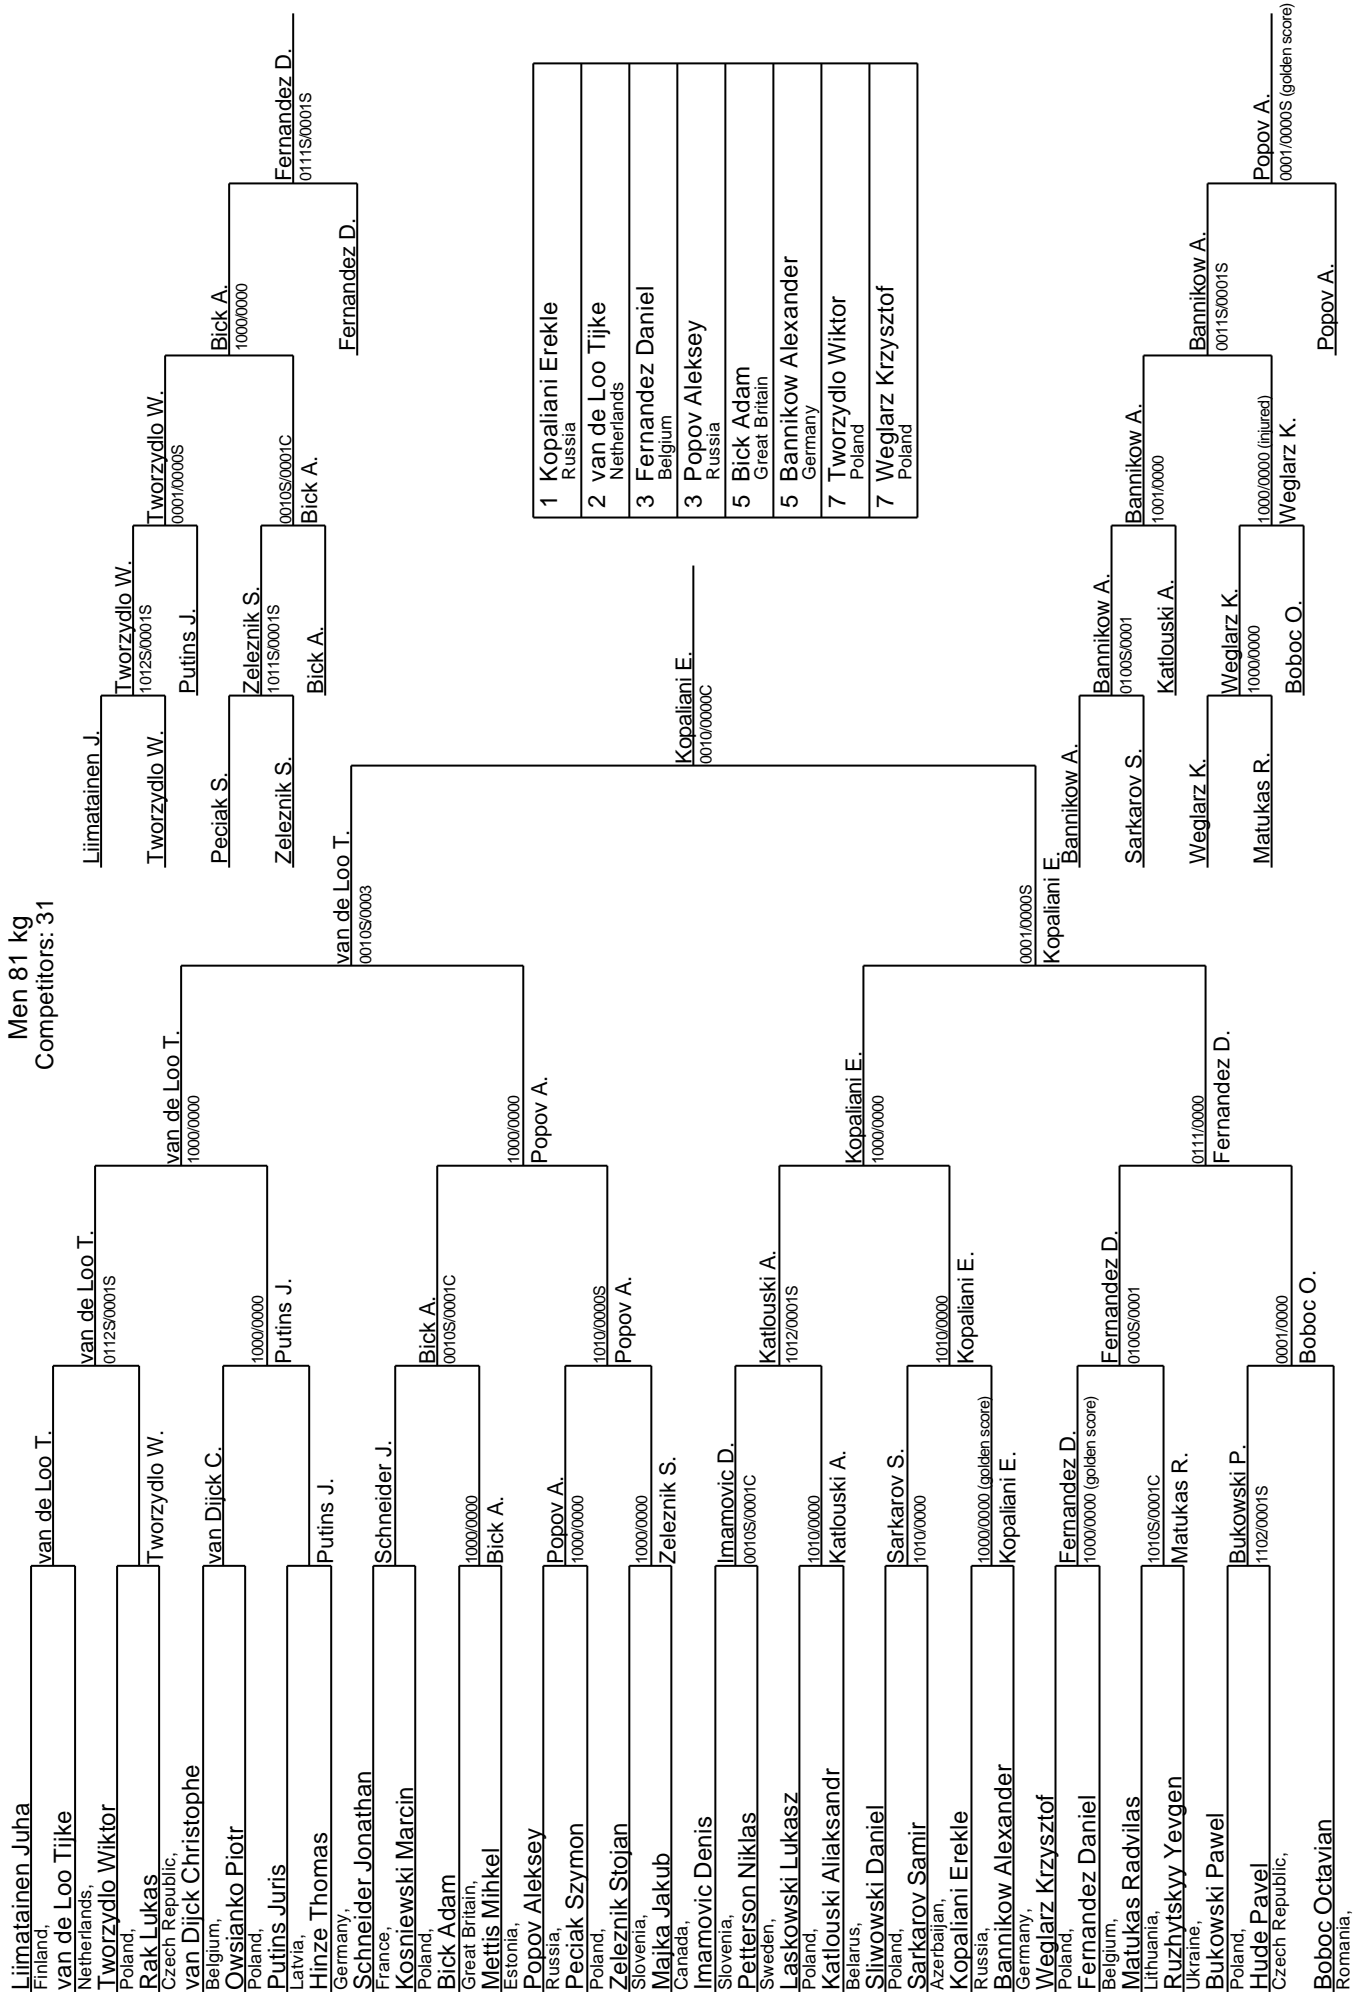 Men 81 kg
Competitors: 31
Liimatainen Juha
Finland,
van de Loo Tijke
Netherlands,
Tworzydlo Wiktor
Poland,
Rak Lukas
Czech Republic,
van Dijck Christophe
Belgium,
Owsianko Piotr
Poland,
Putins Juris
Latvia,
Hinze Thomas
Germany,
Schneider Jonathan
France,
Kosniewski Marcin
Poland,
Bick Adam
Great Britain,
Mettis Mihkel
Estonia,
Popov Aleksey
Russia,
Peciak Szymon
Poland,
Zeleznik Stojan
Slovenia,
Majka Jakub
Canada,
Imamovic Denis
Slovenia,
Petterson Niklas
Sweden,
Laskowski Lukasz
Poland,
Katlouski Aliaksandr
Belarus,
Sliwowski Daniel
Poland,
Sarkarov Samir
Azerbaijan,
Kopaliani Erekle
Russia,
Bannikow Alexander
Germany,
Weglarz Krzysztof
Poland,
Fernandez Daniel
Belgium,
Matukas Radvilas
Lithuania,
Ruzhytskyy Yevgen
Ukraine,
Bukowski Pawel
Poland,
Hude Pavel
Czech Republic,
Boboc Octavian
Romania,
van de Loo T.
Tworzydlo W.
van Dijck C.
Putins J.
Schneider J.
1000/0000
Bick A.
Popov A.
1000/0000
1000/0000
Zeleznik S.
Imamovic D.
0010S/0001C
1010/0000
Katlouski A.
Sarkarov S.
1010/0000
1000/0000 (golden score)
Kopaliani E.
Fernandez D.
1000/0000 (golden score)
1010S/0001C
Matukas R.
Bukowski P.
1102/0001S
van de Loo T.
0112S/0001S
1000/0000
Putins J.
Bick A.
0010S/0001C
1010/0000S
Popov A.
Katlouski A.
1012/001S
1010/0000
Kopaliani E.
Fernandez D.
0100S/0001
0001/0000
Boboc O.
van de Loo T.
1000/0000
1000/0000
Popov A.
Kopaliani E.
1000/0000
0111/0000
Fernandez D.
van de Loo T.
0010S/0003
0001/0000S
Kopaliani E.
Kopaliani E.
0010/0000C
Liimatainen J.
Tworzydlo W.
Peciak S.
Zeleznik S.
Tworzydlo W.
1012S/0001S
Putins J.
Zeleznik S.
1011S/0001S
Bick A.
Tworzydlo W.
0001/0000S
0010S/0001C
Bick A.
Bick A.
1000/0000
Fernandez D.
Fernandez D.
0111S/0001S
1 Kopaliani Erekle
Russia
2 van de Loo Tijke
Netherlands
3 Fernandez Daniel
Belgium
3 Popov Aleksey
Russia
5 Bick Adam
Great Britain
5 Bannikow Alexander
Germany
7 Tworzydlo Wiktor
Poland
7 Weglarz Krzysztof
Poland
Bannikow A.
Sarkarov S.
Weglarz K.
Matukas R.
Bannikow A.
0100S/0001
Katlouski A.
Weglarz K.
1000/0000
Boboc O.
Bannikow A.
1001/0000
1000/0000 (injured)
Weglarz K.
Bannikow A.
0011S/0001S
Popov A.
Popov A.
0001/0000S (golden score)